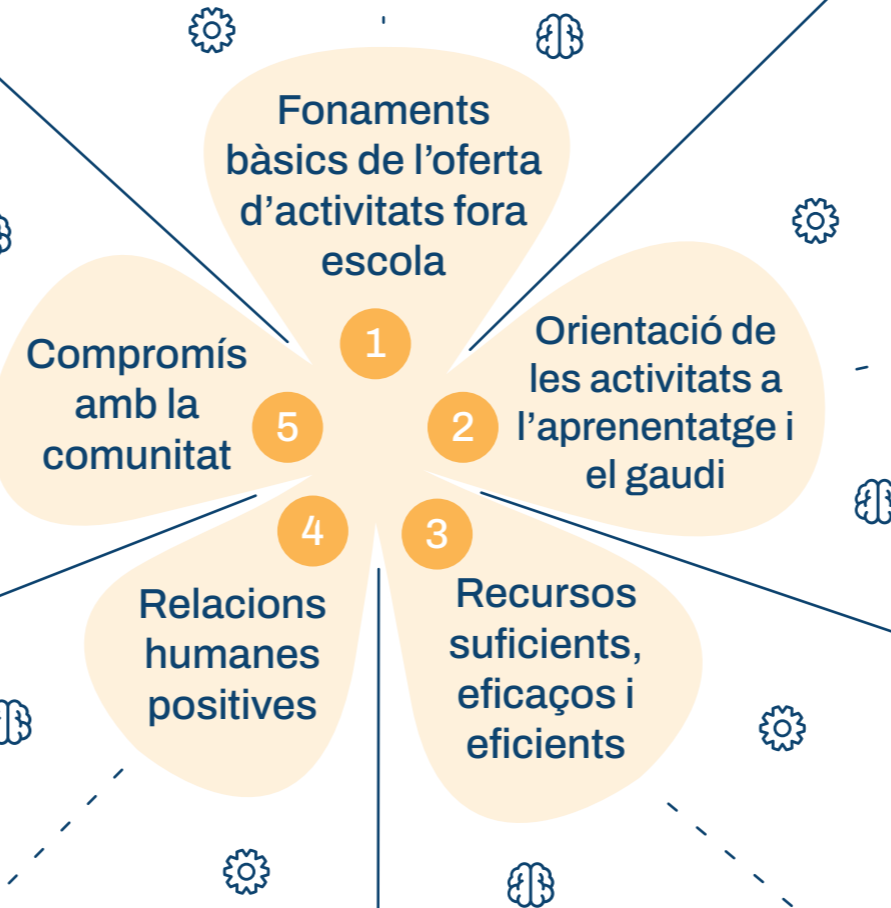 Fonaments
bàsics de l’oferta
d’activitats fora
escola
1
Orientació de
les activitats a
l’aprenentatge i
el gaudi
2
3
Recursos
suficients,
eficaços i
eficients
4
Relacions
humanes
positives
Compromís
amb la
comunitat
5